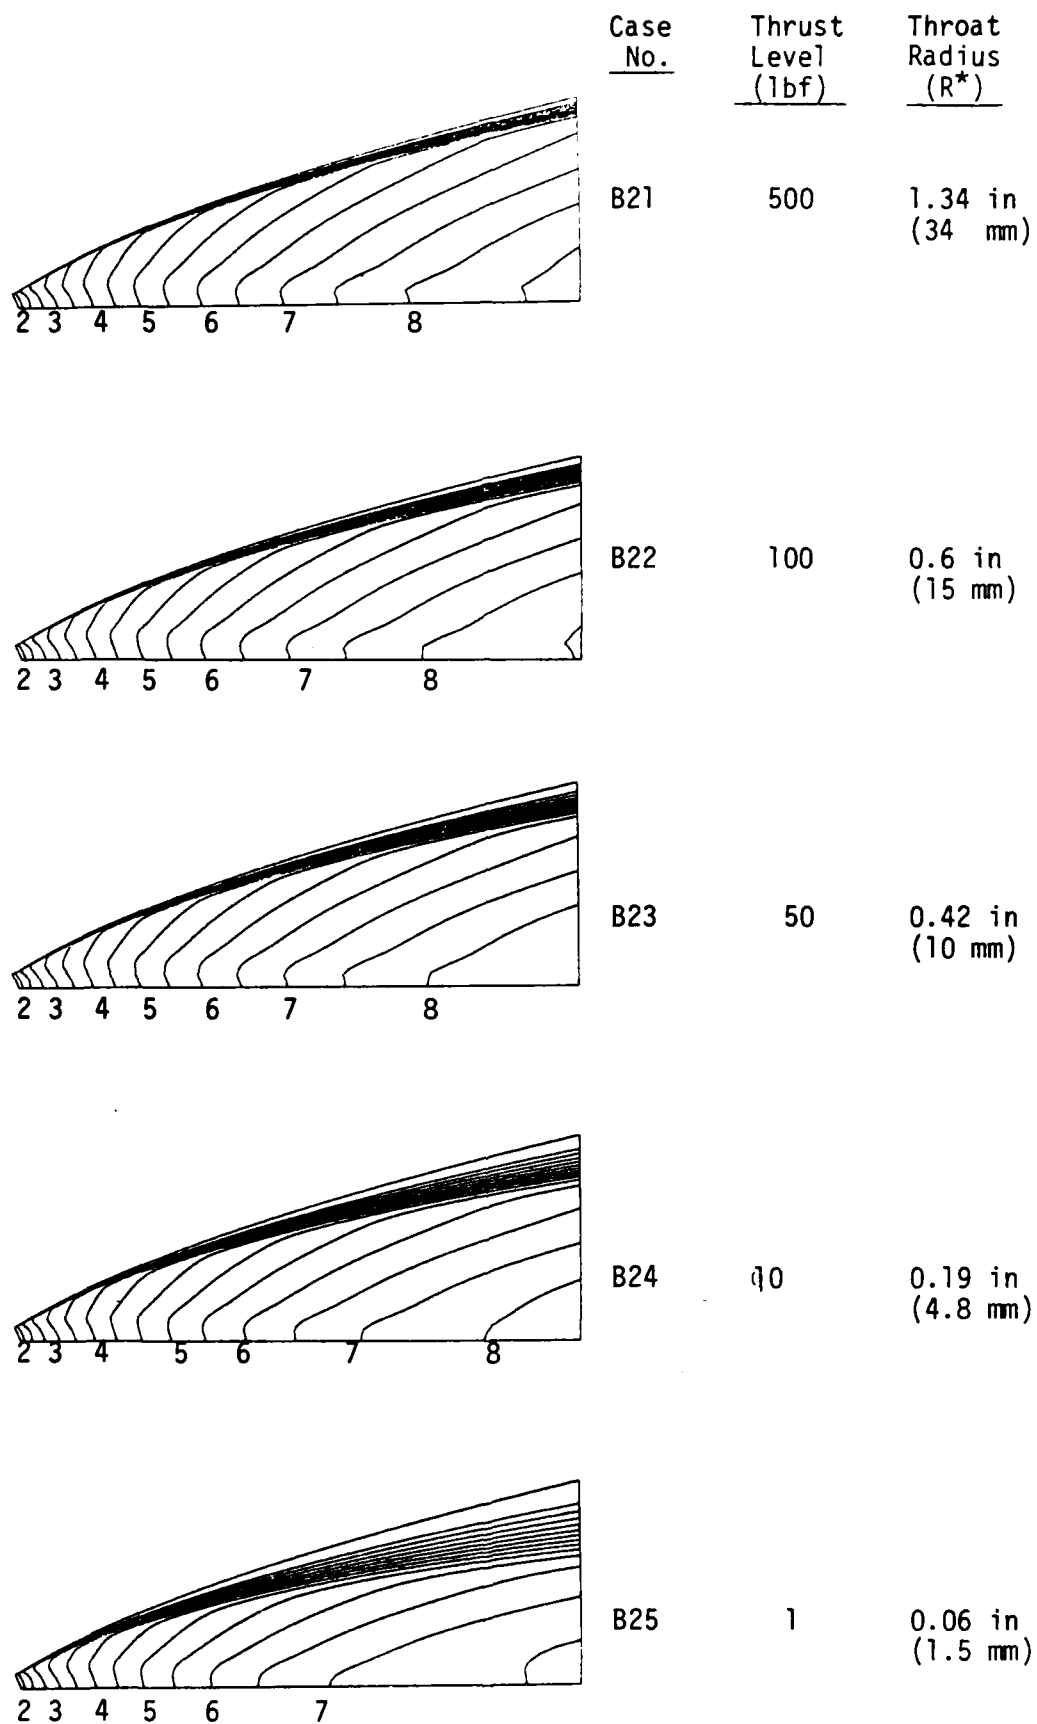 Case Thrust Throat
No. Level Radius
(lbf) (R*)
B21 500 1.34 in
(34 mm)
2 3 4 5 6 7 8
B22 100 0.6 in
(15 mm)
2 3 4 5 6 7 8
B23 50 0.42 in
(10 mm)
2 3 4 5 6 7 8
B24 10 0.19 in
(4.8 mm)
2 3 4 5 6 7 8
B25 1 0.06 in
(1.5 mm)
2 3 4 5 6 7